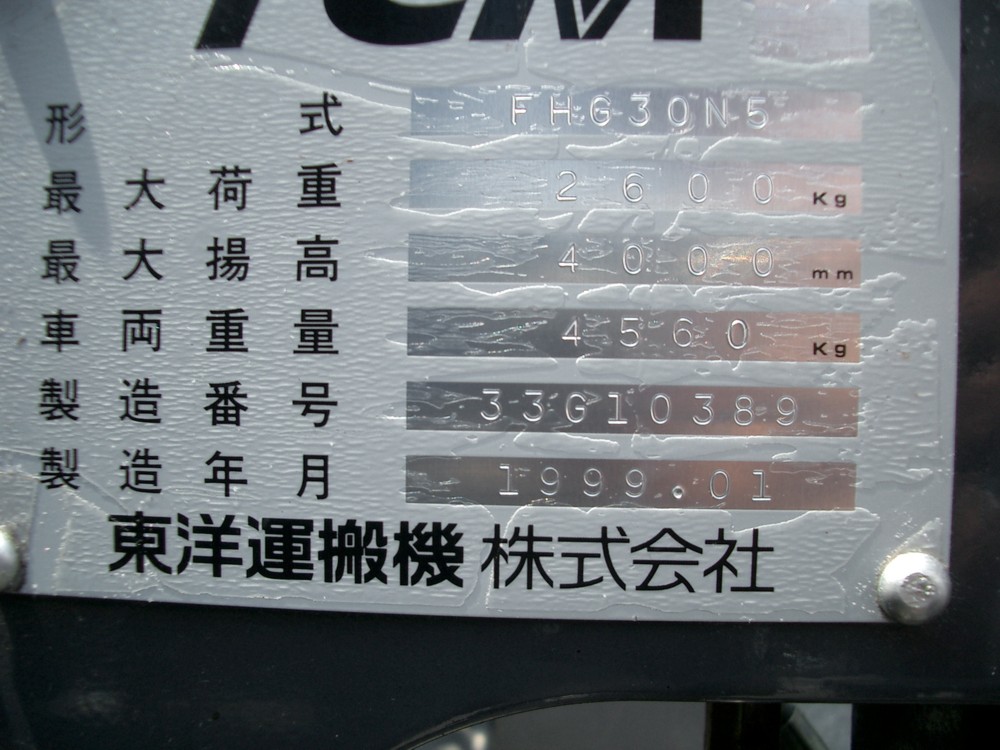 TCM
形式 FHG30N5
最大荷重 2600 Kg
最大揚高 4000 mm
車両重量 4560 Kg
製造番号 33G10389
製造年月 1999.01
東洋運搬機株式会社